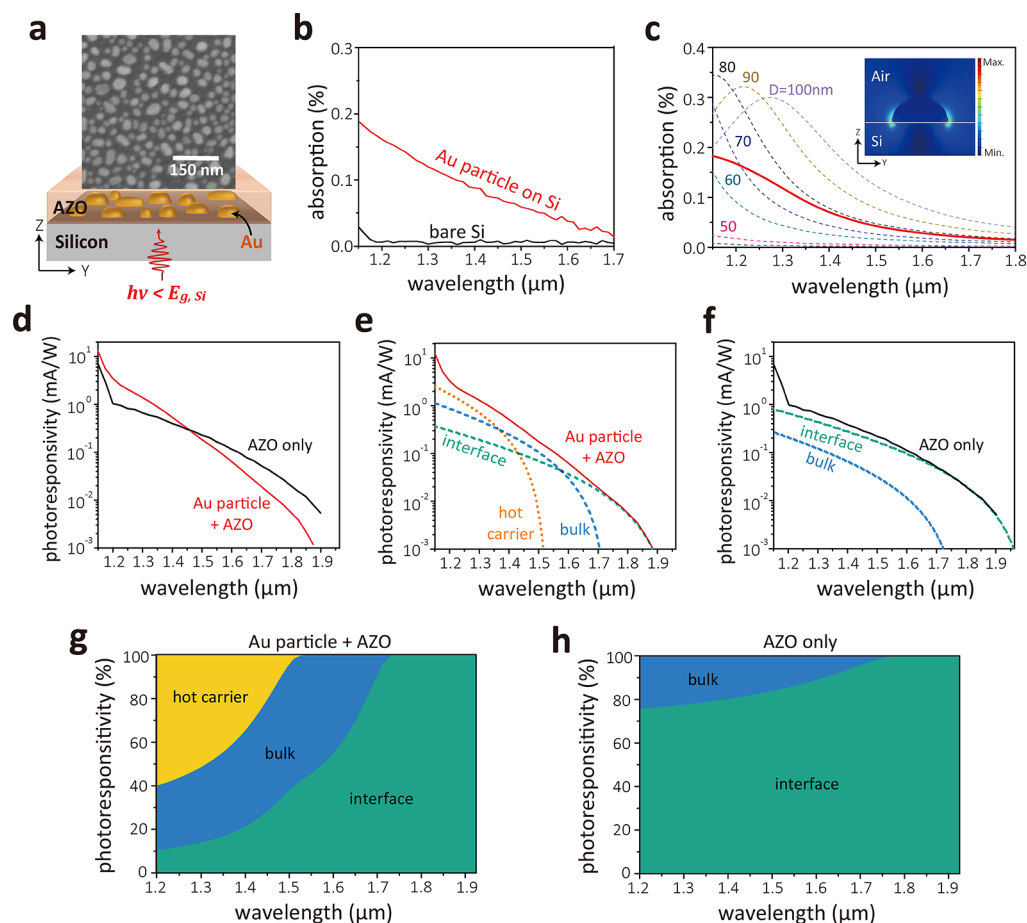 a
150 nm
AZO
Silicon
Au
Z
Y
hν < E g, Si
b
absorption (%)
0.3
0.2
0.1
0.0
Au particle on Si
bare Si
1.2 1.3 1.4 1.5 1.6 1.7
wavelength (μm)
c
absorption (%)
0.4
0.3
0.2
0.1
0.0
80
90
D=100nm
70
60
50
Air
Si
Z
Y
Max.
Min.
1.2 1.3 1.4 1.5 1.6 1.7 1.8
wavelength (μm)
d
photoresponsivity (mA/W)
10^1
10^0
10^-1
10^-2
10^-3
AZO only
Au particle
+ AZO
1.2 1.3 1.4 1.5 1.6 1.7 1.8 1.9
wavelength (μm)
e
photoresponsivity (mA/W)
10^1
10^0
10^-1
10^-2
10^-3
interface
Au particle
+ AZO
hot
carrier
bulk
1.2 1.3 1.4 1.5 1.6 1.7 1.8 1.9
wavelength (μm)
f
photoresponsivity (mA/W)
10^1
10^0
10^-1
10^-2
10^-3
interface
AZO only
bulk
1.2 1.3 1.4 1.5 1.6 1.7 1.8 1.9
wavelength (μm)
g
Au particle + AZO
photoresponsivity (%)
100
80
60
40
20
0
hot carrier
bulk
interface
1.2 1.3 1.4 1.5 1.6 1.7 1.8 1.9
wavelength (μm)
h
AZO only
photoresponsivity (%)
100
80
60
40
20
0
bulk
interface
1.2 1.3 1.4 1.5 1.6 1.7 1.8 1.9
wavelength (μm)